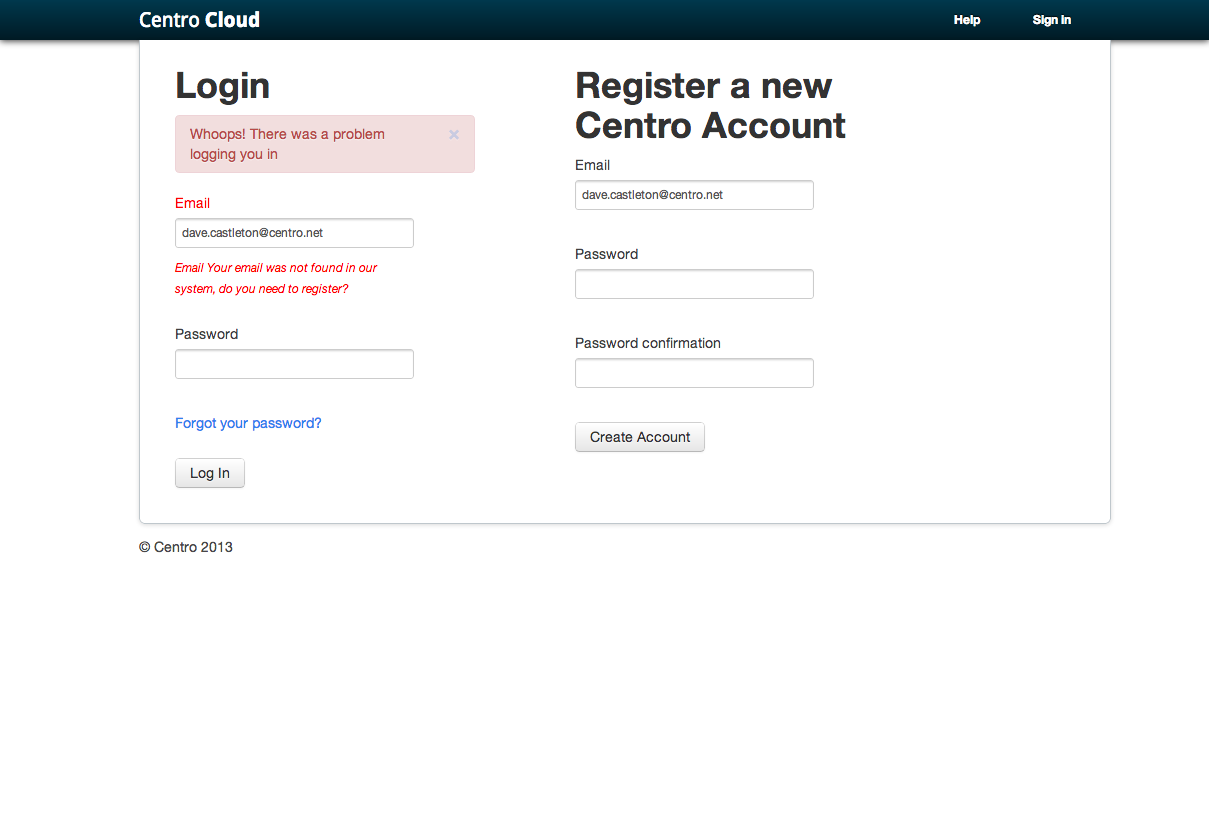 Centro Cloud
Help
Sign in
Login
Whoops! There was a problem
logging you in
×
Email
dave.castleton@centro.net
Email Your email was not found in our
system, do you need to register?
Password
Forgot your password?
Log In
Register a new
Centro Account
Email
dave.castleton@centro.net
Password
Password confirmation
Create Account
© Centro 2013